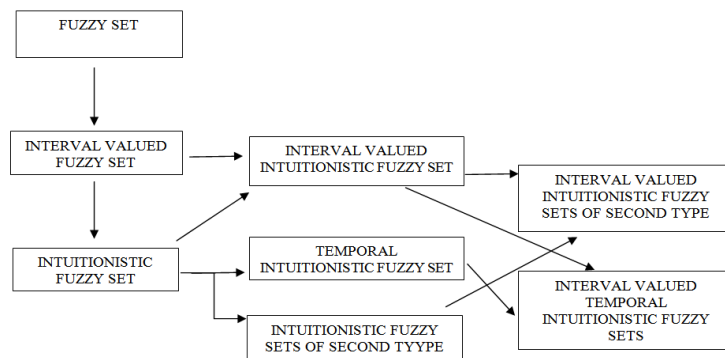 FUZZY SET
INTERVAL VALUED
FUZZY SET
INTERVAL VALUED
INTUITIONISTIC FUZZY SET
INTERVAL VALUED
INTUITIONISTIC FUZZY
SETS OF SECOND TYPE
INTUITIONISTIC
FUZZY SET
TEMPORAL
INTUITIONISTIC FUZZY SET
INTERVAL VALUED
TEMPORAL
INTUITIONISTIC FUZZY
SETS
INTUITIONISTIC FUZZY
SETS OF SECOND TYYPE